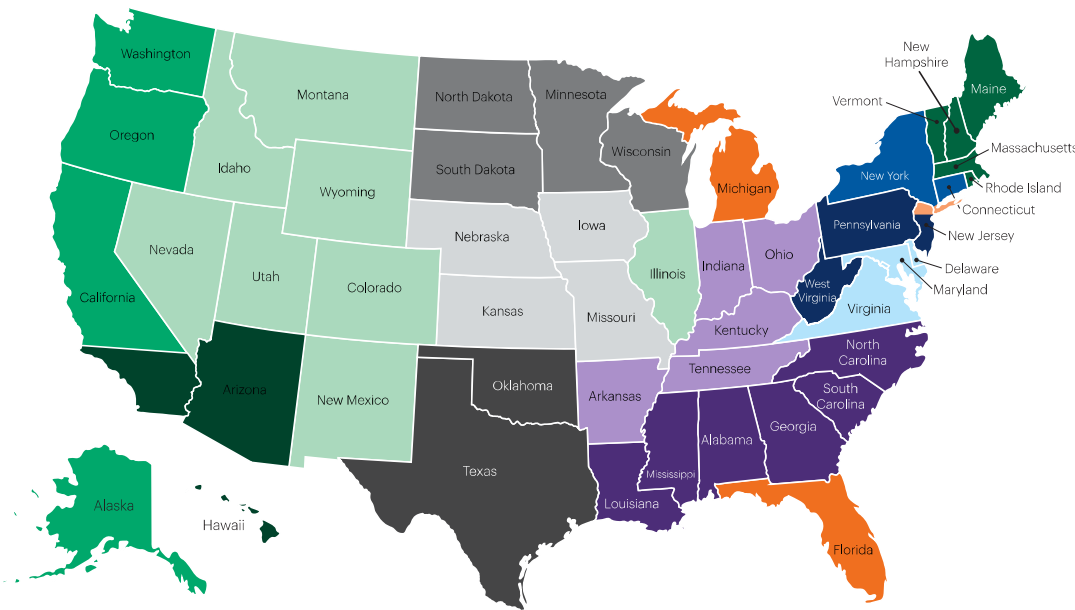 Washington
Oregon
California
Nevada
Idaho
Montana
Wyoming
Utah
Colorado
Arizona
New Mexico
Alaska
Hawaii
North Dakota
South Dakota
Nebraska
Kansas
Oklahoma
Texas
Minnesota
Iowa
Missouri
Arkansas
Louisiana
Wisconsin
Illinois
Michigan
Indiana
Ohio
Kentucky
Tennessee
Mississippi
Alabama
Georgia
Florida
South
Carolina
North
Carolina
Virginia
West
Virginia
Pennsylvania
New York
Vermont
New
Hampshire
Maine
Massachusetts
Rhode Island
Connecticut
New Jersey
Delaware
Maryland